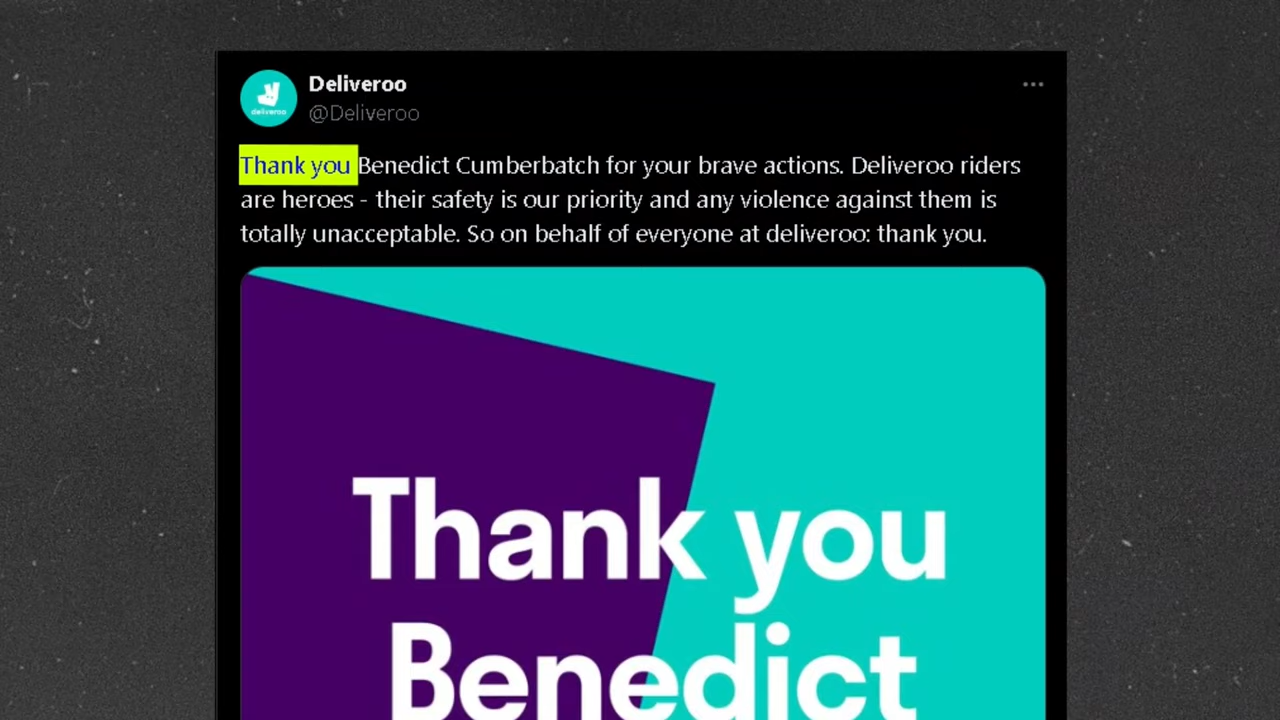 Deliveroo
deliveroo
@Deliveroo
Thank you Benedict Cumberbatch for your brave actions. Deliveroo riders
are heroes - their safety is our priority and any violence against them is
totally unacceptable. So on behalf of everyone at deliveroo: thank you.
Thank you
Benedict